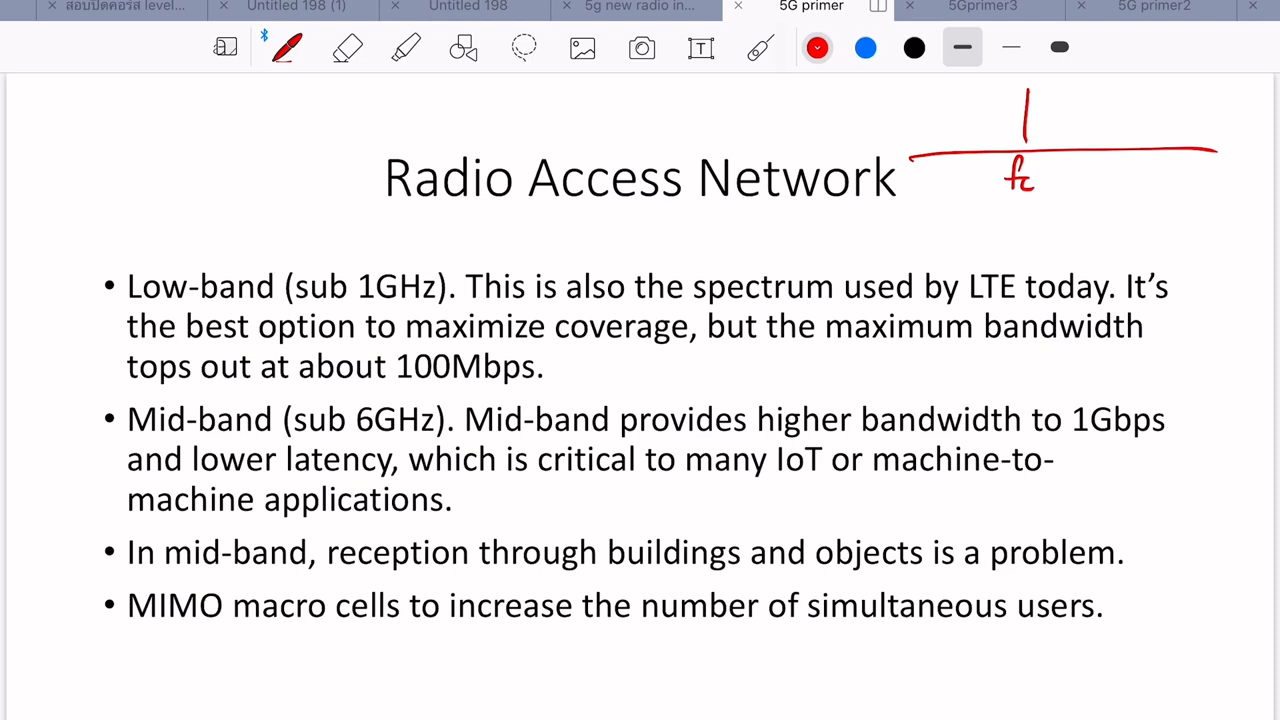 สอบปิดคอร์ส level...
Untitled 198 (1)
Untitled 198
5g new radio in...
5G primer
5Gprimer3
5G primer2
T
fc
Radio Access Network
• Low-band (sub 1GHz). This is also the spectrum used by LTE today. It’s
the best option to maximize coverage, but the maximum bandwidth
tops out at about 100Mbps.
• Mid-band (sub 6GHz). Mid-band provides higher bandwidth to 1Gbps
and lower latency, which is critical to many IoT or machine-to-
machine applications.
• In mid-band, reception through buildings and objects is a problem.
• MIMO macro cells to increase the number of simultaneous users.